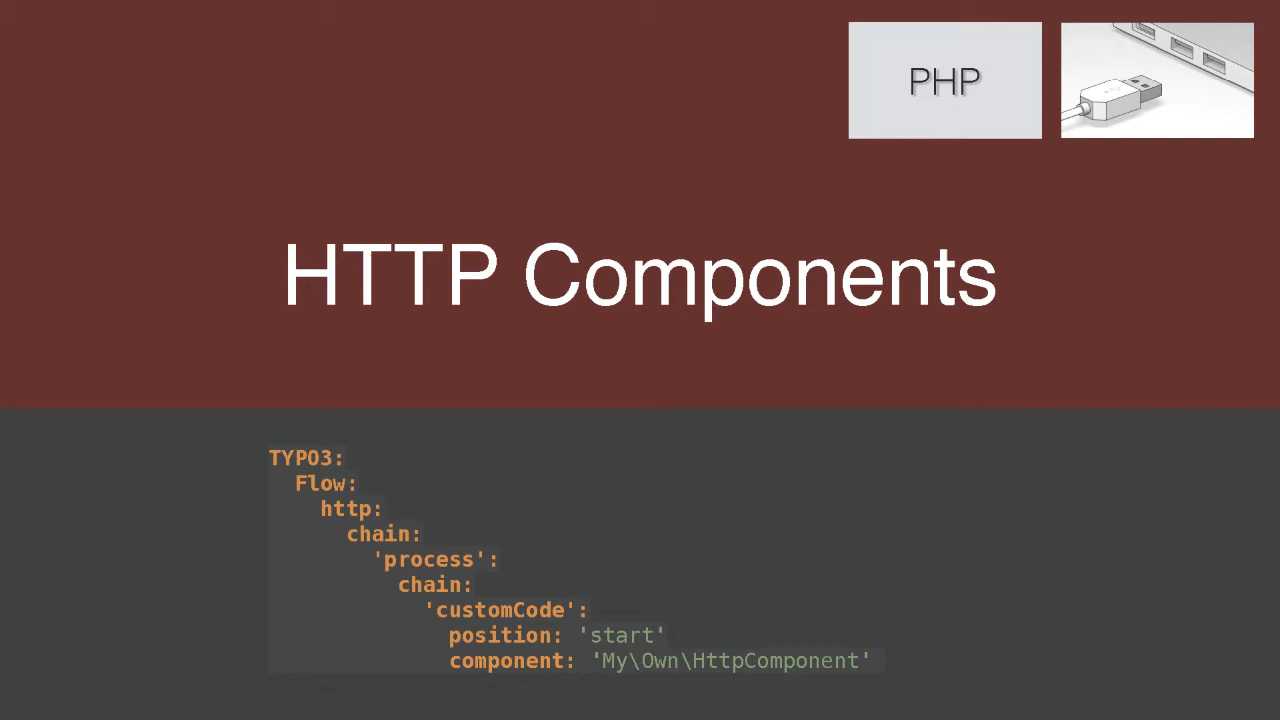 PHP
HTTP Components
TYPO3:
  Flow:
    http:
      chain:
        'process':
          chain:
            'customCode':
              position: 'start'
              component: 'My\Own\HttpComponent'